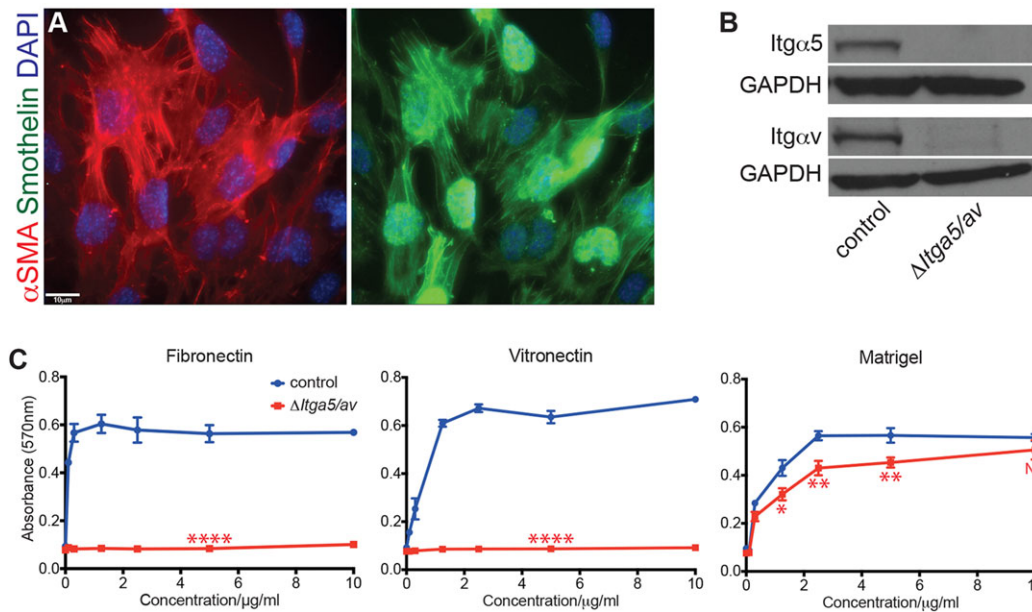 A
αSMA Smothelin DAPI
10μm
B
Itgα5
GAPDH
Itgαv
GAPDH
control
ΔItga5/av
C
Fibronectin
Vitronectin
Matrigel
control
ΔItga5/av
Absorbance (570nm)
0.8
0.6
0.4
0.2
0.0
0 2 4 6 8 10
Concentration/μg/ml
****
0.8
0.6
0.4
0.2
0.0
0 2 4 6 8 10
Concentration/μg/ml
****
0.8
0.6
0.4
0.2
0.0
0 2 4 6 8 10
Concentration/μg/ml
*
**
**